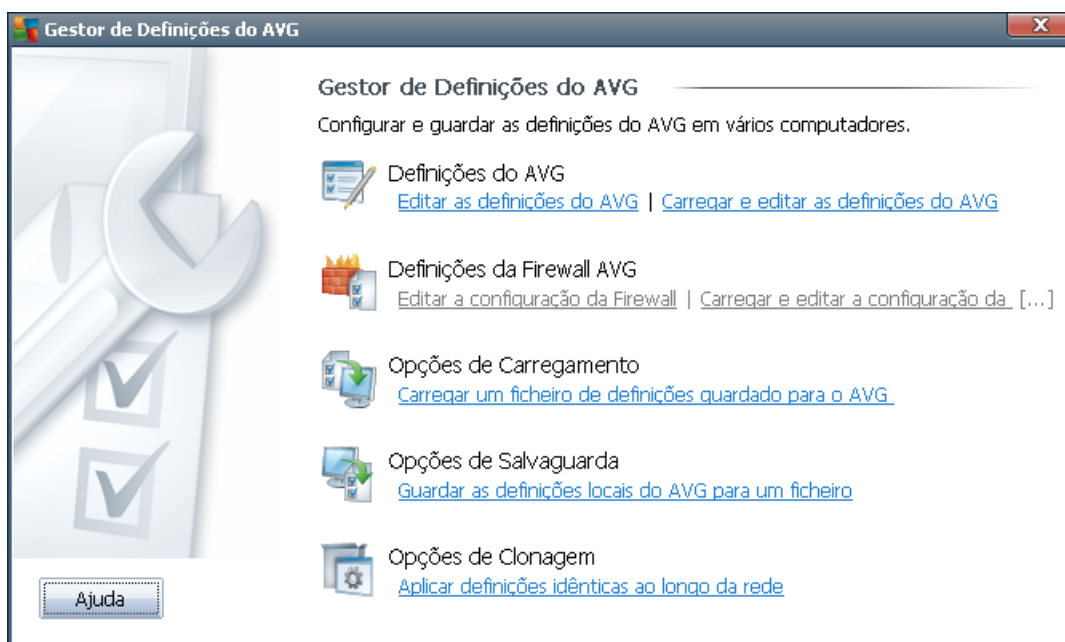 Gestor de Definições do AVG
Gestor de Definições do AVG
Configurar e guardar as definições do AVG em vários computadores.
Definições do AVG
Editar as definições do AVG | Carregar e editar as definições do AVG
Definições da Firewall AVG
Editar a configuração da Firewall | Carregar e editar a configuração da [...]
Opções de Carregamento
Carregar um ficheiro de definições guardado para o AVG
Opções de Salvaguarda
Guardar as definições locais do AVG para um ficheiro
Opções de Clonagem
Aplicar definições idênticas ao longo da rede
Ajuda